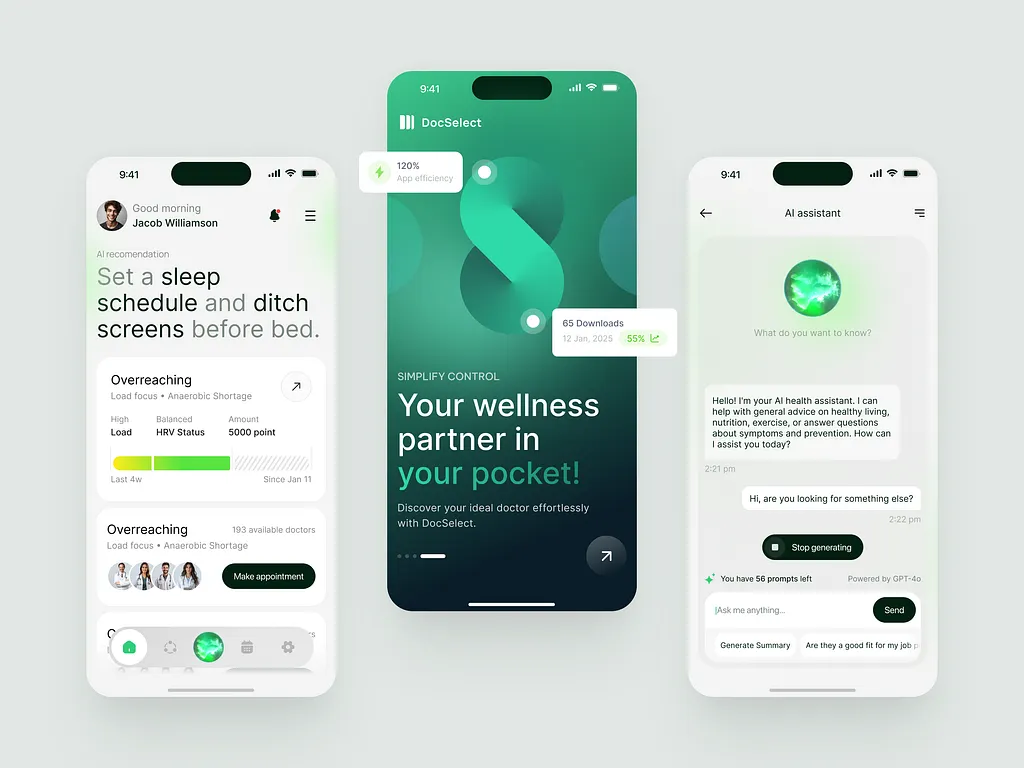 9:41
Good morning
Jacob Williamson
AI recomendation
Set a sleep
schedule and ditch
screens before bed.
Overreaching
Load focus • Anaerobic Shortage
High
Load
Balanced
HRV Status
Amount
5000 point
Last 4w
Since Jan 11
Overreaching
193 available doctors
Load focus • Anaerobic Shortage
Make appointment
9:41
DocSelect
120%
App efficiency
65 Downloads
12 Jan, 2025
55%
SIMPLIFY CONTROL
Your wellness
partner in
your pocket!
Discover your ideal doctor effortlessly
with DocSelect.
9:41
AI assistant
What do you want to know?
Hello! I'm your AI health assistant. I can
help with general advice on healthy living,
nutrition, exercise, or answer questions
about symptoms and prevention. How can
I assist you today?
2:21 pm
Hi, are you looking for something else?
2:22 pm
Stop generating
You have 56 prompts left
Powered by GPT-4o
Ask me anything...
Send
Generate Summary
Are they a good fit for my job p